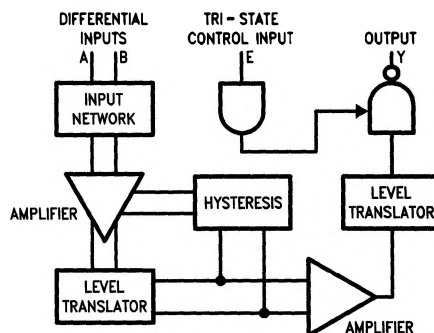 DIFFERENTIAL
INPUTS
A B
TRI-STATE
CONTROL INPUT
E
OUTPUT
Y
INPUT
NETWORK
AMPLIFIER
HYSTERESIS
LEVEL
TRANSLATOR
LEVEL
TRANSLATOR
AMPLIFIER